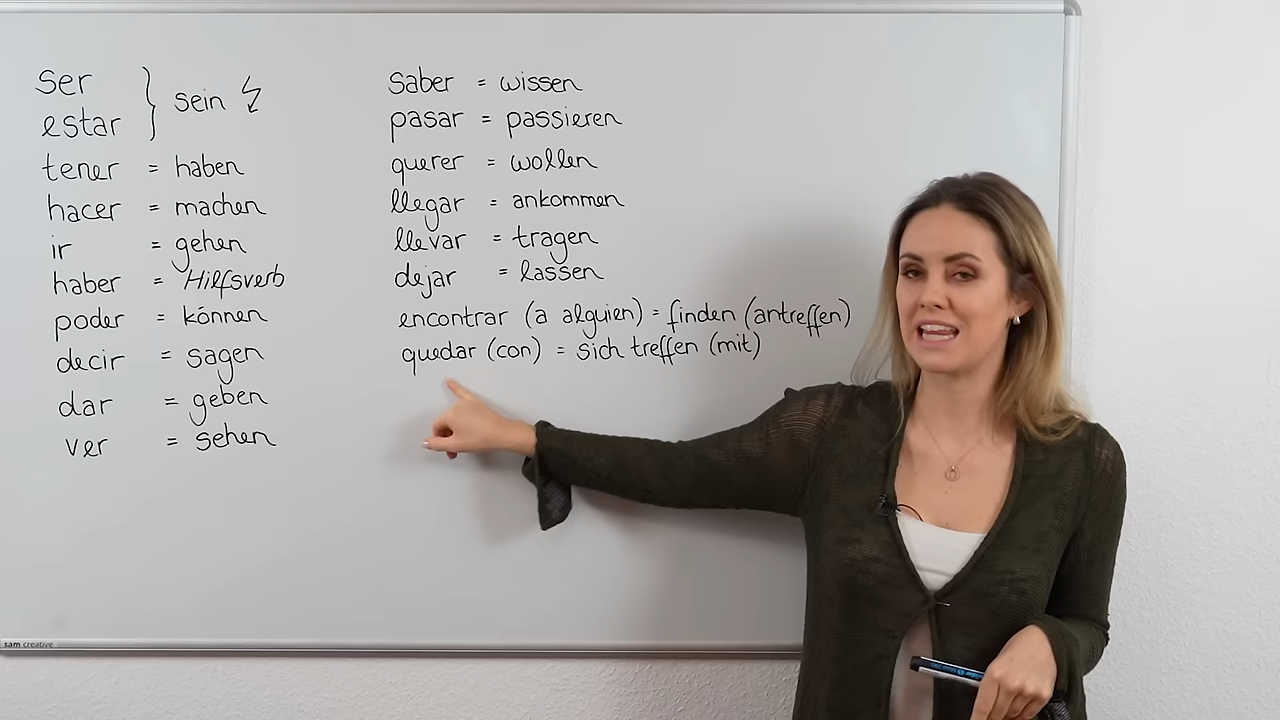 ser
estar } sein
tener = haben
hacer = machen
ir = gehen
haber = Hilfsverb
poder = können
decir = sagen
dar = geben
ver = sehen
saber = wissen
pasar = passieren
querer = wollen
llegar = ankommen
llevar = tragen
dejar = lassen
encontrar (a alguien) = finden (antreffen)
quedar (con) = sich treffen (mit)
sam creative